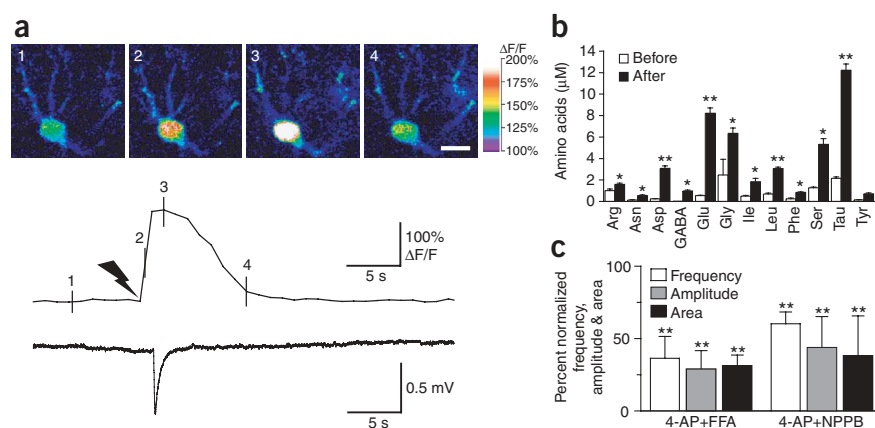 a
1
2
3
4
ΔF/F
200%
175%
150%
125%
100%
1
2
3
4
100%
ΔF/F
5 s
0.5 mV
5 s
b
Amino acids (µM)
14
12
10
8
6
4
2
0
Before
After
*
*
**
*
**
*
*
**
*
*
**
Arg
Asn
Asp
GABA
Glu
Gly
Ile
Leu
Phe
Ser
Tau
Tyr
c
Percent normalized
frequency,
amplitude & area
100
50
0
Frequency
Amplitude
Area
**
**
**
**
**
**
4-AP+FFA
4-AP+NPPB